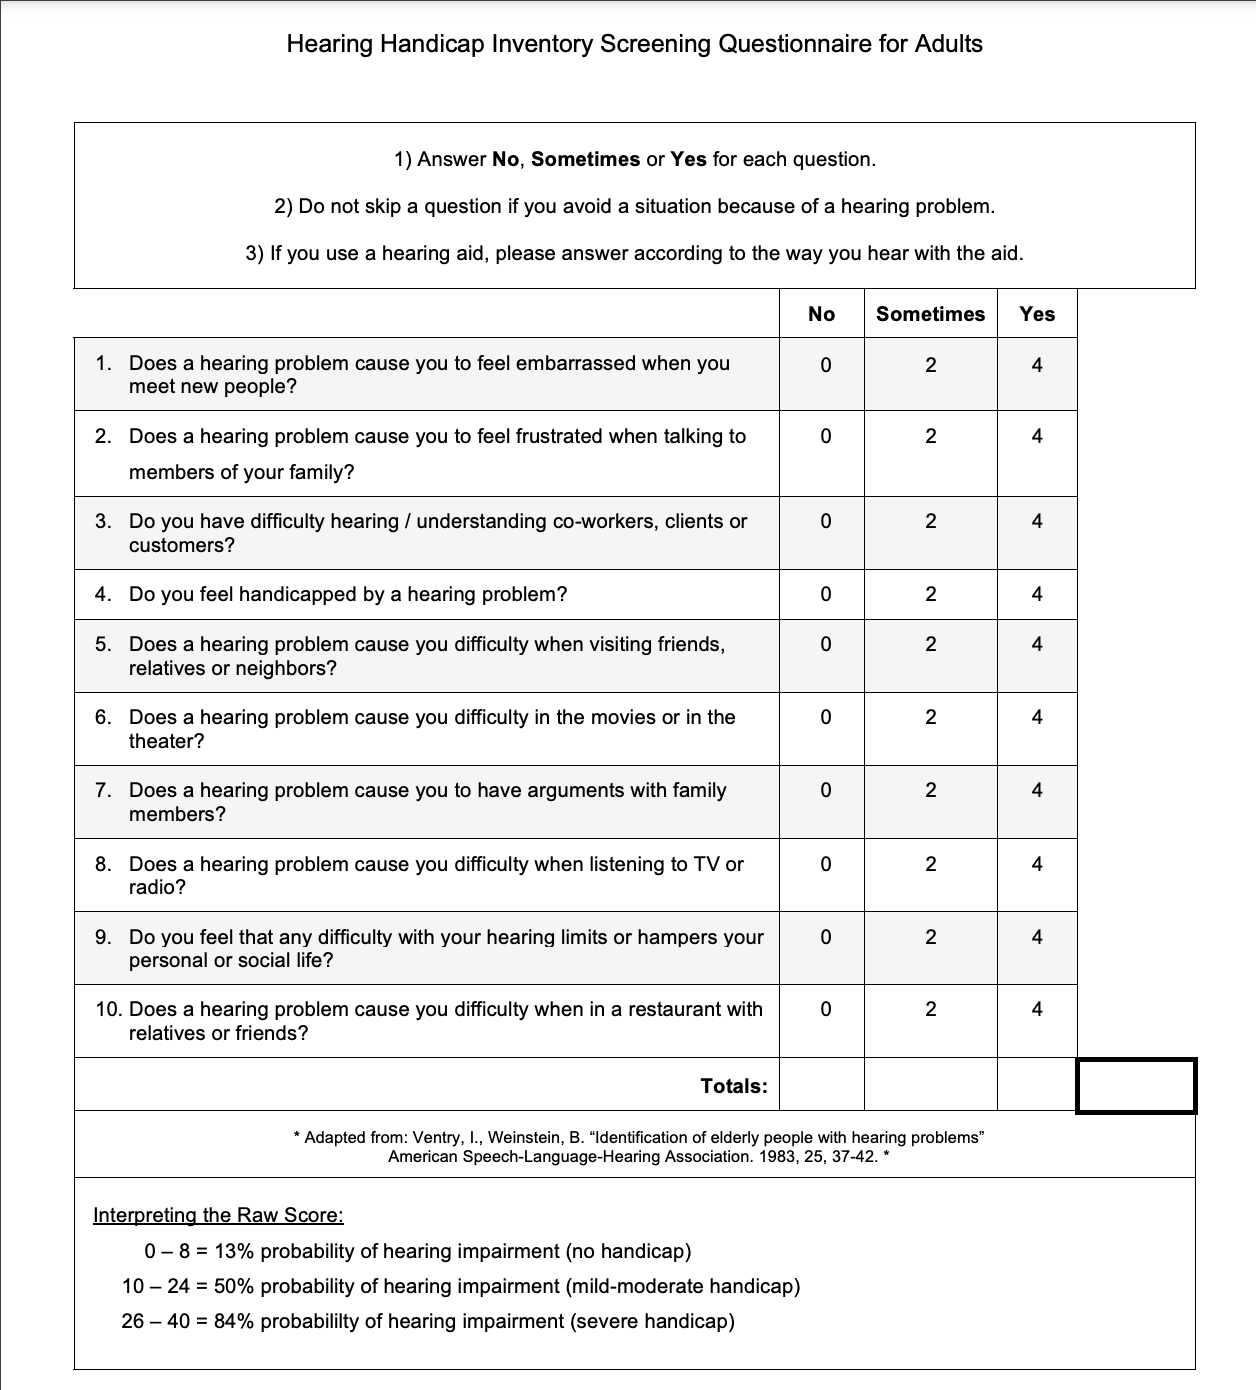 Hearing Handicap Inventory Screening Questionnaire for Adults
1) Answer No, Sometimes or Yes for each question.
2) Do not skip a question if you avoid a situation because of a hearing problem.
3) If you use a hearing aid, please answer according to the way you hear with the aid.
No Sometimes Yes
1. Does a hearing problem cause you to feel embarrassed when you 0 2 4
meet new people?
2. Does a hearing problem cause you to feel frustrated when talking to 0 2 4
members of your family?
3. Do you have difficulty hearing / understanding co-workers, clients or 0 2 4
customers?
4. Do you feel handicapped by a hearing problem? 0 2 4
5. Does a hearing problem cause you difficulty when visiting friends, 0 2 4
relatives or neighbors?
6. Does a hearing problem cause you difficulty in the movies or in the 0 2 4
theater?
7. Does a hearing problem cause you to have arguments with family 0 2 4
members?
8. Does a hearing problem cause you difficulty when listening to TV or 0 2 4
radio?
9. Do you feel that any difficulty with your hearing limits or hampers your 0 2 4
personal or social life?
10. Does a hearing problem cause you difficulty when in a restaurant with 0 2 4
relatives or friends?
Totals:
* Adapted from: Ventry, I., Weinstein, B. “Identification of elderly people with hearing problems”
American Speech-Language-Hearing Association. 1983, 25, 37-42. *
Interpreting the Raw Score:
0 – 8 = 13% probability of hearing impairment (no handicap)
10 – 24 = 50% probability of hearing impairment (mild-moderate handicap)
26 – 40 = 84% probabililty of hearing impairment (severe handicap)